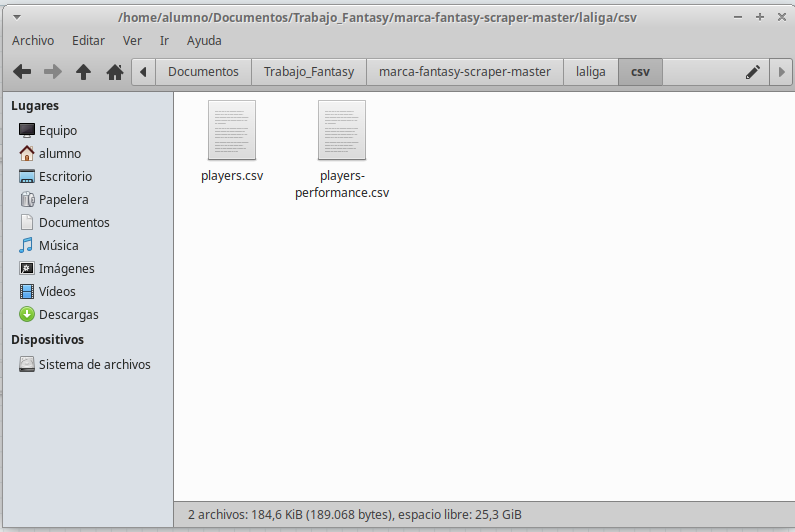 /home/alumno/Documentos/Trabajo_Fantasy/marca-fantasy-scraper-master/laliga/csv
Archivo Editar Ver Ir Ayuda
Documentos Trabajo_Fantasy marca-fantasy-scraper-master laliga csv
Lugares
Equipo
alumno
Escritorio
Papelera
Documentos
Música
Imágenes
Vídeos
Descargas
Dispositivos
Sistema de archivos
players.csv
players-
performance.csv
2 archivos: 184,6 KiB (189.068 bytes), espacio libre: 25,3 GiB